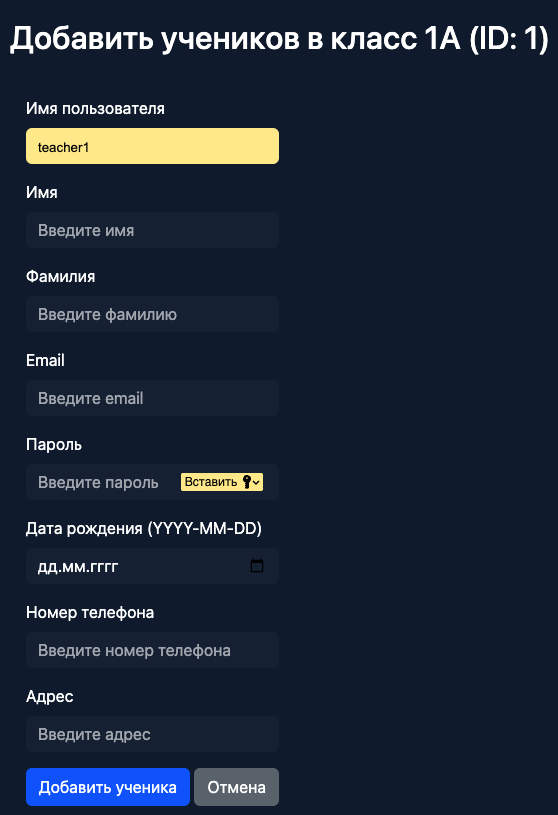 Добавить учеников в класс 1А (ID: 1)
Имя пользователя
teacher1
Имя
Введите имя
Фамилия
Введите фамилию
Email
Введите email
Пароль
Введите пароль Вставить
Дата рождения (YYYY-MM-DD)
дд.мм.гггг
Номер телефона
Введите номер телефона
Адрес
Введите адрес
Добавить ученика Отмена